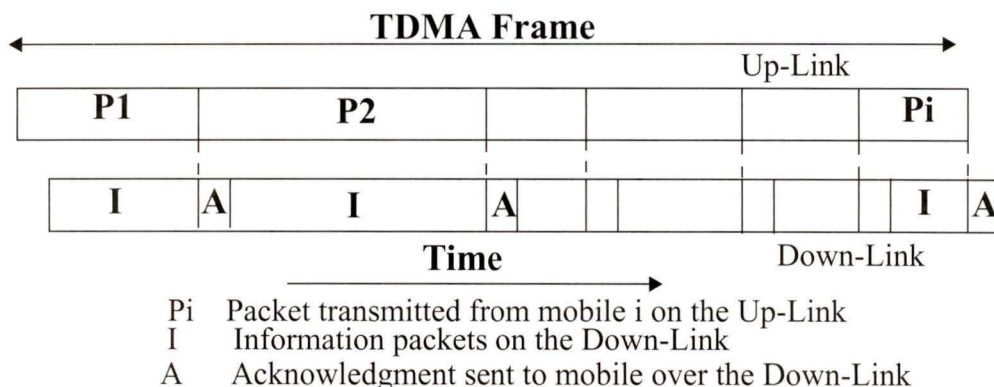 TDMA Frame
Up-Link
P1 P2 Pi
I A I A I A
Time
Down-Link
Pi Packet transmitted from mobile i on the Up-Link
I Information packets on the Down-Link
A Acknowledgment sent to mobile over the Down-Link